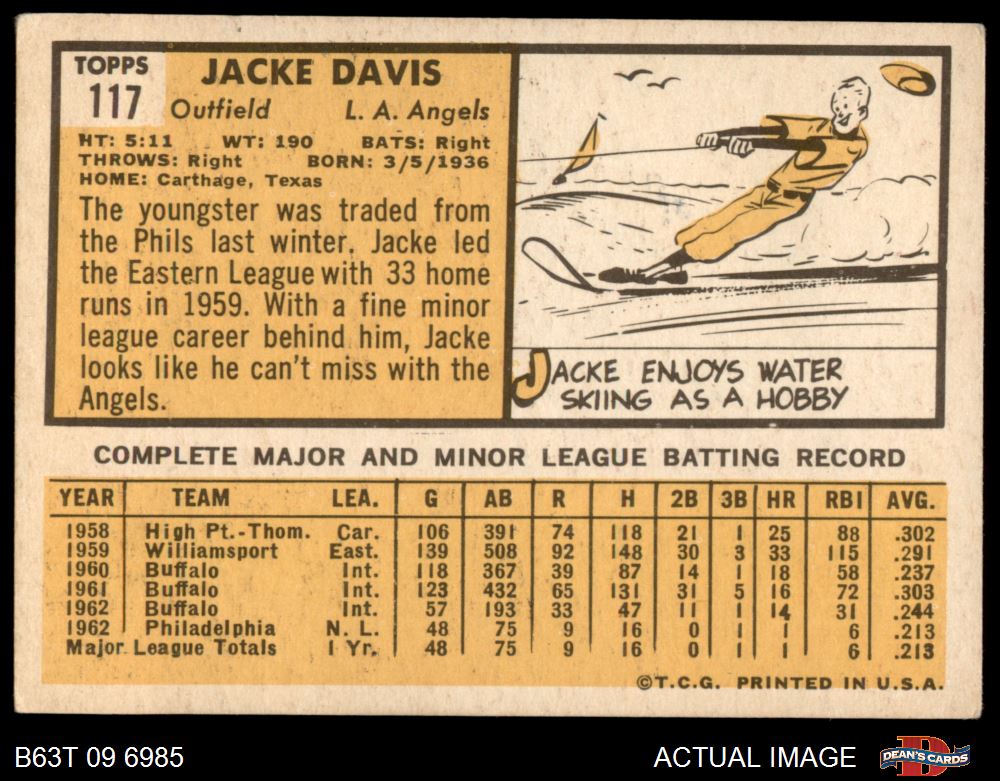 TOPPS
117
JACKE DAVIS
Outfield L. A. Angels
HT: 5:11 WT: 190 BATS: Right
THROWS: Right BORN: 3/5/1936
HOME: Carthage, Texas
The youngster was traded from
the Phils last winter. Jacke led
the Eastern League with 33 home
runs in 1959. With a fine minor
league career behind him, Jacke
looks like he can't miss with the
Angels.
JACKE ENJOYS WATER
SKIING AS A HOBBY
COMPLETE MAJOR AND MINOR LEAGUE BATTING RECORD
YEAR TEAM LEA. G AB R H 2B 3B HR RBI AVG.
1958 High Pt.-Thom. Car. 106 391 74 118 21 1 25 88 .302
1959 Williamsport East. 139 508 92 148 30 3 33 115 .291
1960 Buffalo Int. 118 367 39 87 14 1 18 58 .237
1961 Buffalo Int. 123 432 65 131 31 5 16 72 .303
1962 Buffalo Int. 57 193 33 47 11 1 14 31 .244
1962 Philadelphia N. L. 48 75 9 16 0 1 1 6 .213
Major League Totals 1 Yr. 48 75 9 16 0 1 1 6 .213
©T.C.G. PRINTED IN U.S.A.
B63T 09 6985
ACTUAL IMAGE
DEAN'S CARDS